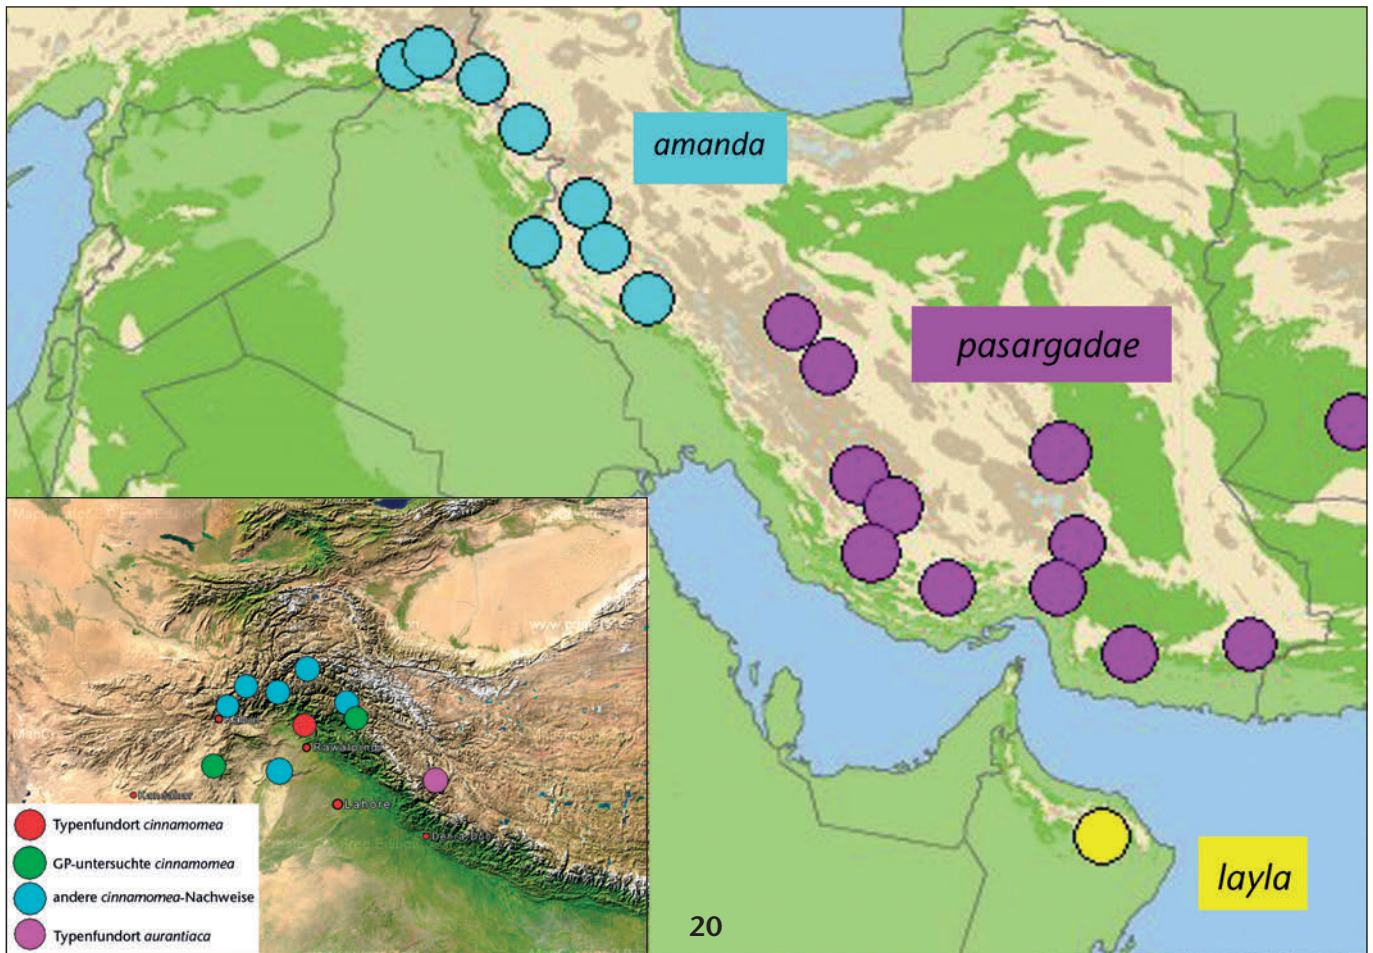 amanda
pasargadae
layla
Rawalpindi
Lahore
Typenfundort cinnamomea
GP-untersuchte cinnamomea
andere cinnamomea-Nachweise
Typenfundort aurantiaca
20